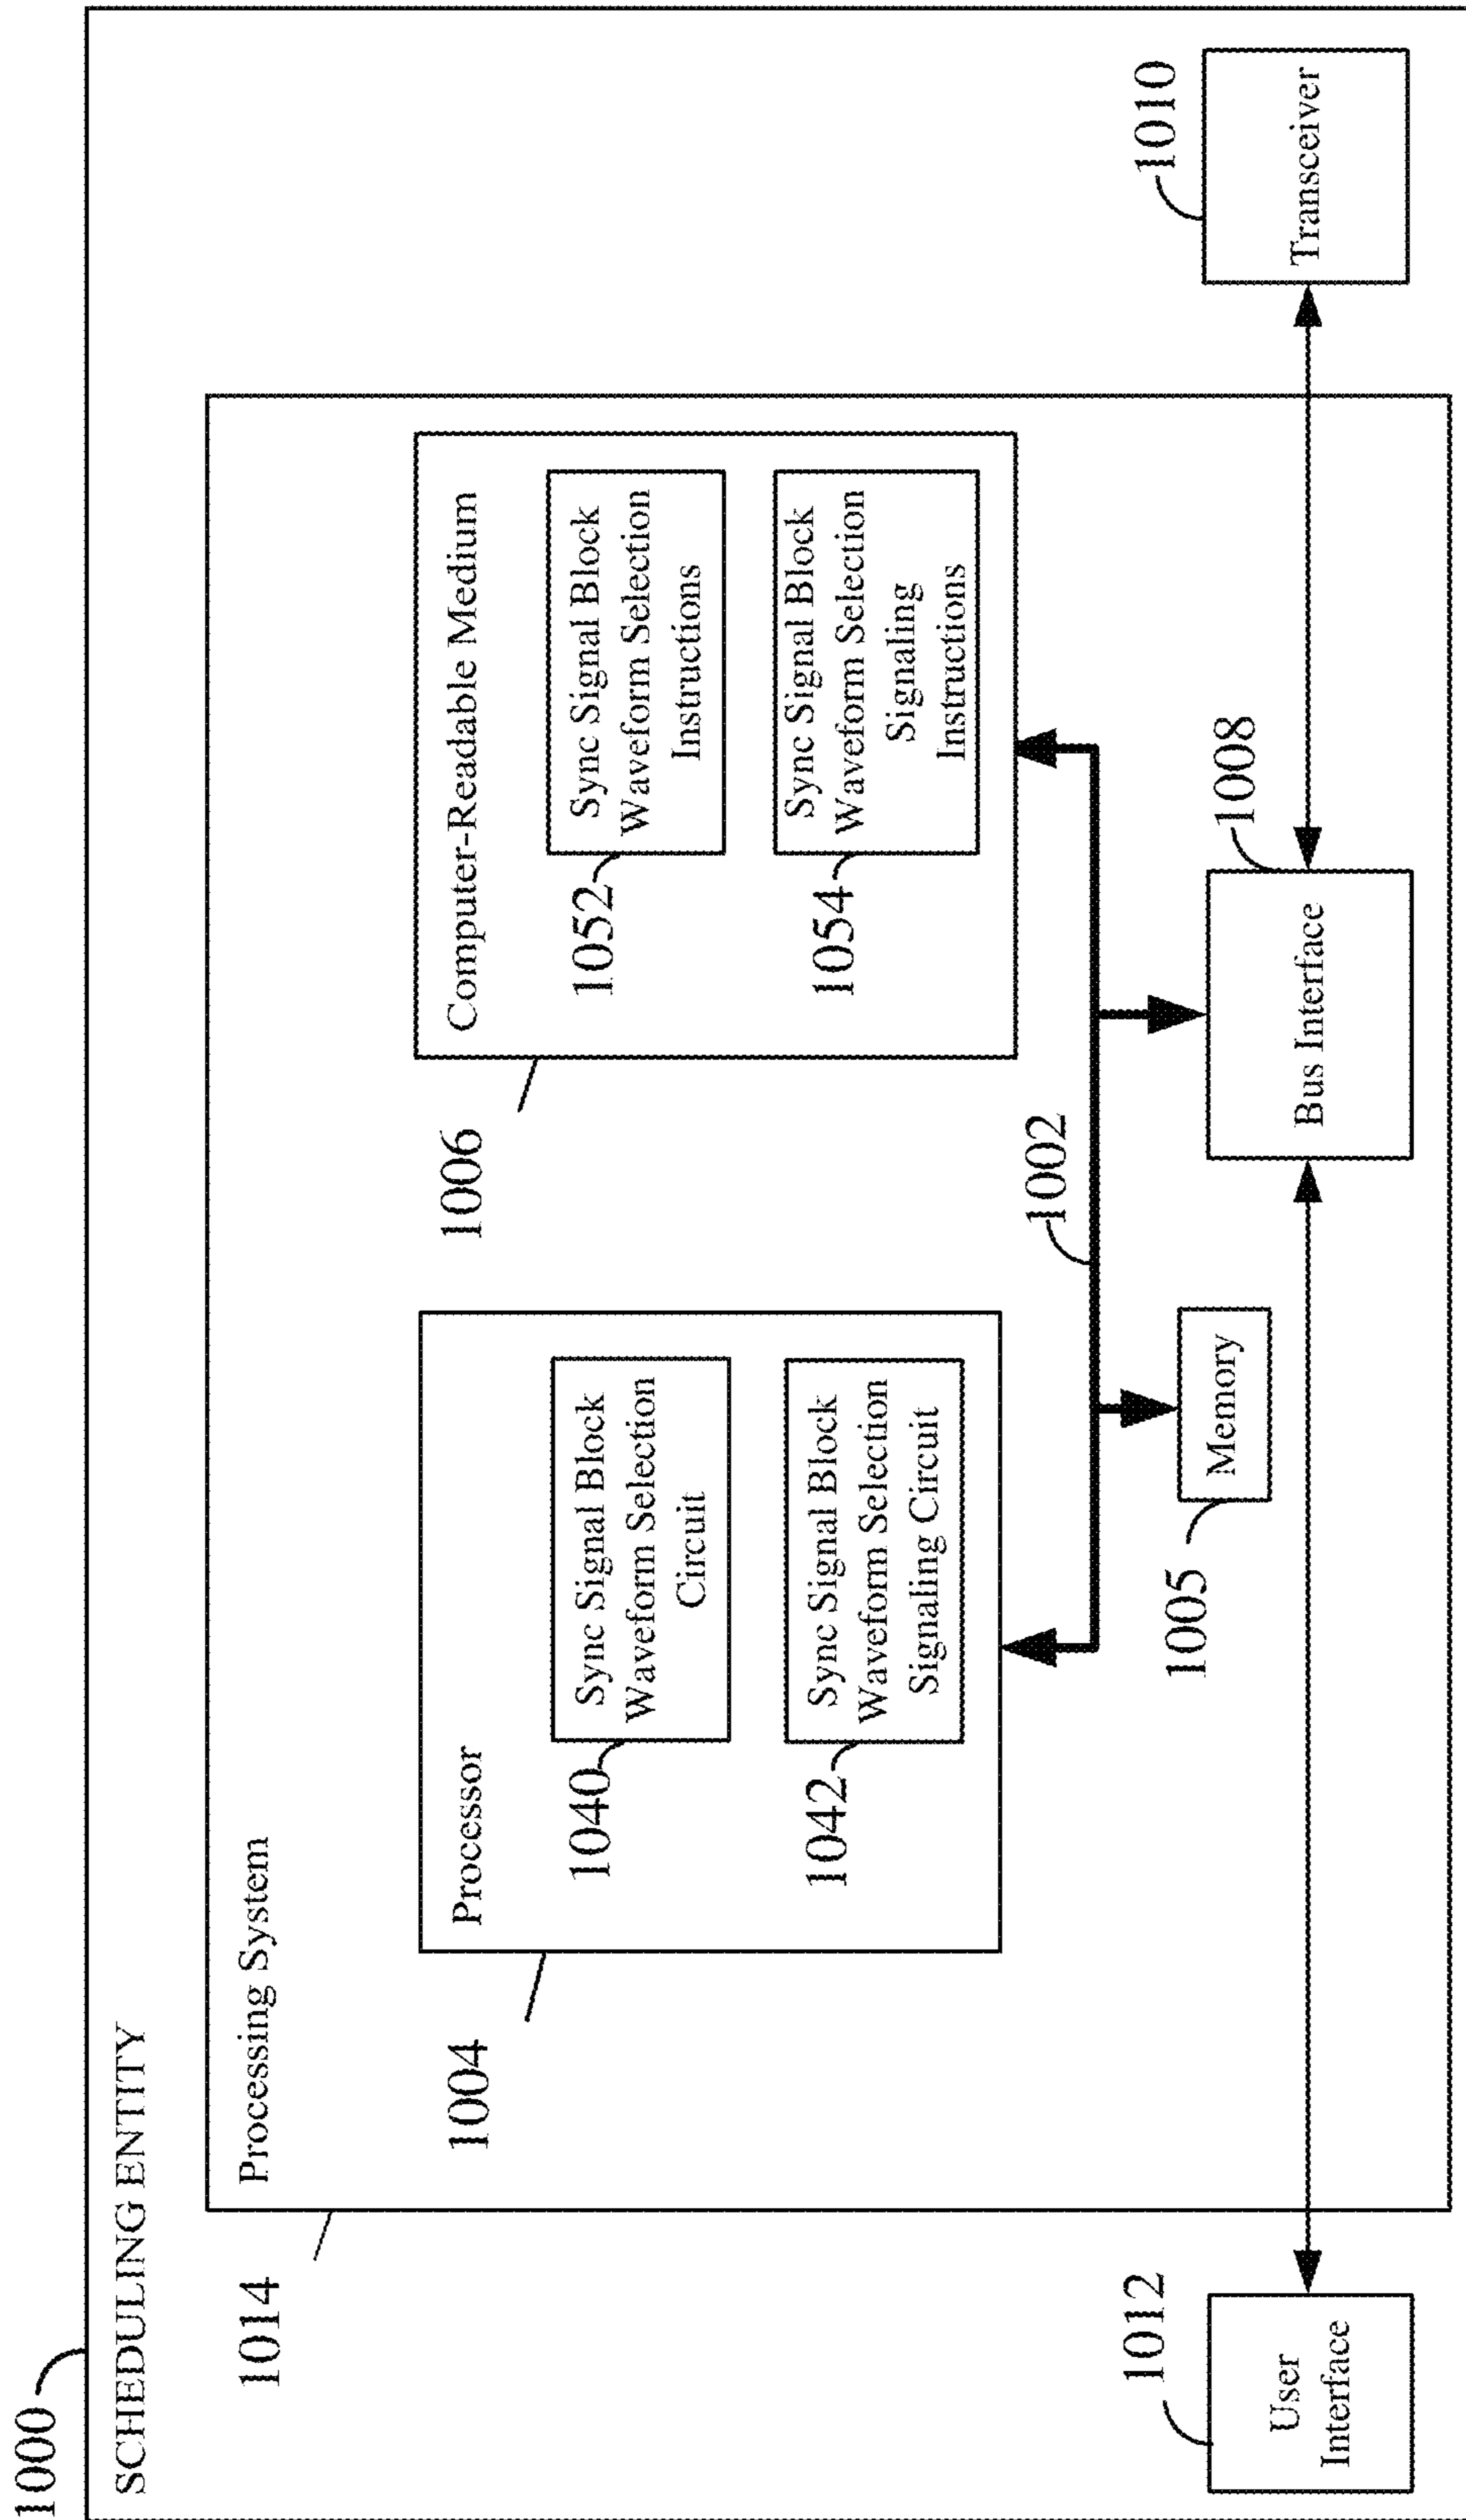 1000
SCHEDULING ENTITY
1014
Processing System
1004
Processor
1040
Sync Signal Block
Waveform Selection
Circuit
1042
Sync Signal Block
Waveform Selection
Signaling Circuit
1006
Computer-Readable Medium
1052
Sync Signal Block
Waveform Selection
Instructions
1054
Sync Signal Block
Waveform Selection
Signaling
Instructions
1002
1005
Memory
1008
Bus Interface
1012
User
Interface
1010
Transceiver